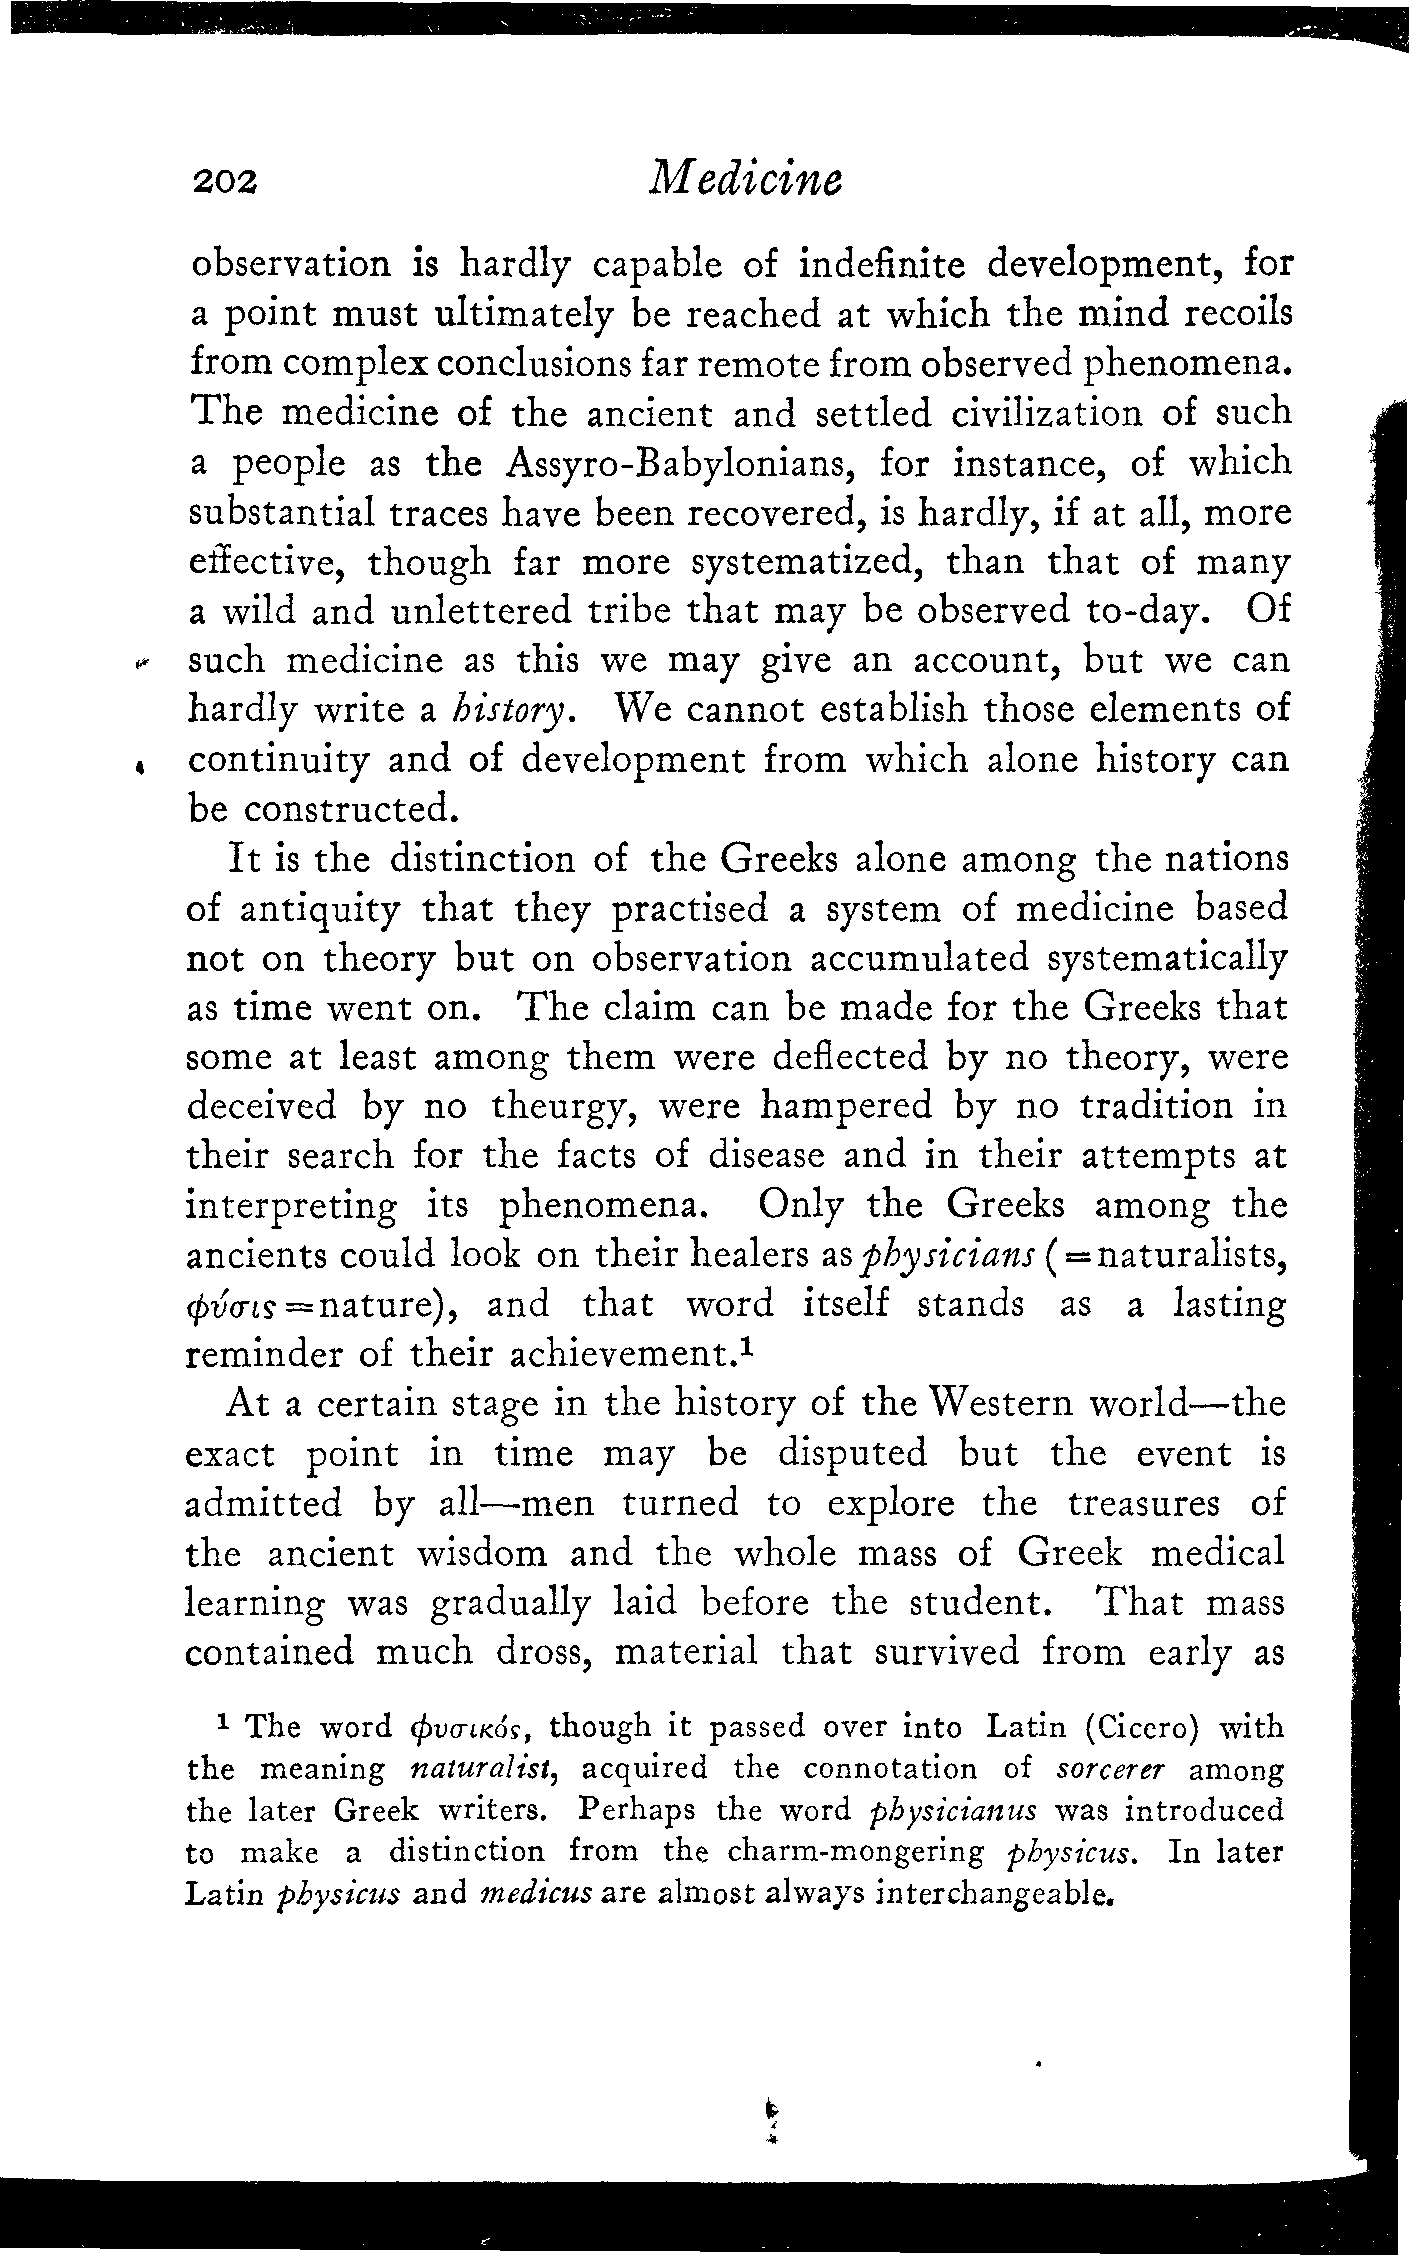 202 Medicine
observation is hardly capable of indefinite development, for
a point must ultimately be reached at which the mind recoils
from complex conclusions far remote from observed phenomena.
The medicine of the ancient and settled civilization of such
a people as the Assyro-Babylonians, for instance, of which
substantial traces have been recovered, is hardly, if at all, more
effective, though far more systematized, than that of many
a wild and unlettered tribe that may be observed to-day. Of
such medicine as this we may give an account, but we can
hardly write a history. We cannot establish those elements of
continuity and of development from which alone history can
be constructed.
It is the distinction of the Greeks alone among the nations
of antiquity that they practised a system of medicine based
not on theory but on observation accumulated systematically
as time went on. The claim can be made for the Greeks that
some at least among them were deflected by no theory, were
deceived by no theurgy, were hampered by no tradition in
their search for the facts of disease and in their attempts at
interpreting its phenomena. Only the Greeks among the
ancients could look on their healers as physicians (=naturalists,
φύσις=nature), and that word itself stands as a lasting
reminder of their achievement.¹
At a certain stage in the history of the Western world—the
exact point in time may be disputed but the event is
admitted by all—men turned to explore the treasures of
the ancient wisdom and the whole mass of Greek medical
learning was gradually laid before the student. That mass
contained much dross, material that survived from early as
¹ The word φυσικός, though it passed over into Latin (Cicero) with
the meaning naturalist, acquired the connotation of sorcerer among
the later Greek writers. Perhaps the word physicianus was introduced
to make a distinction from the charm-mongering physicus. In later
Latin physicus and medicus are almost always interchangeable.